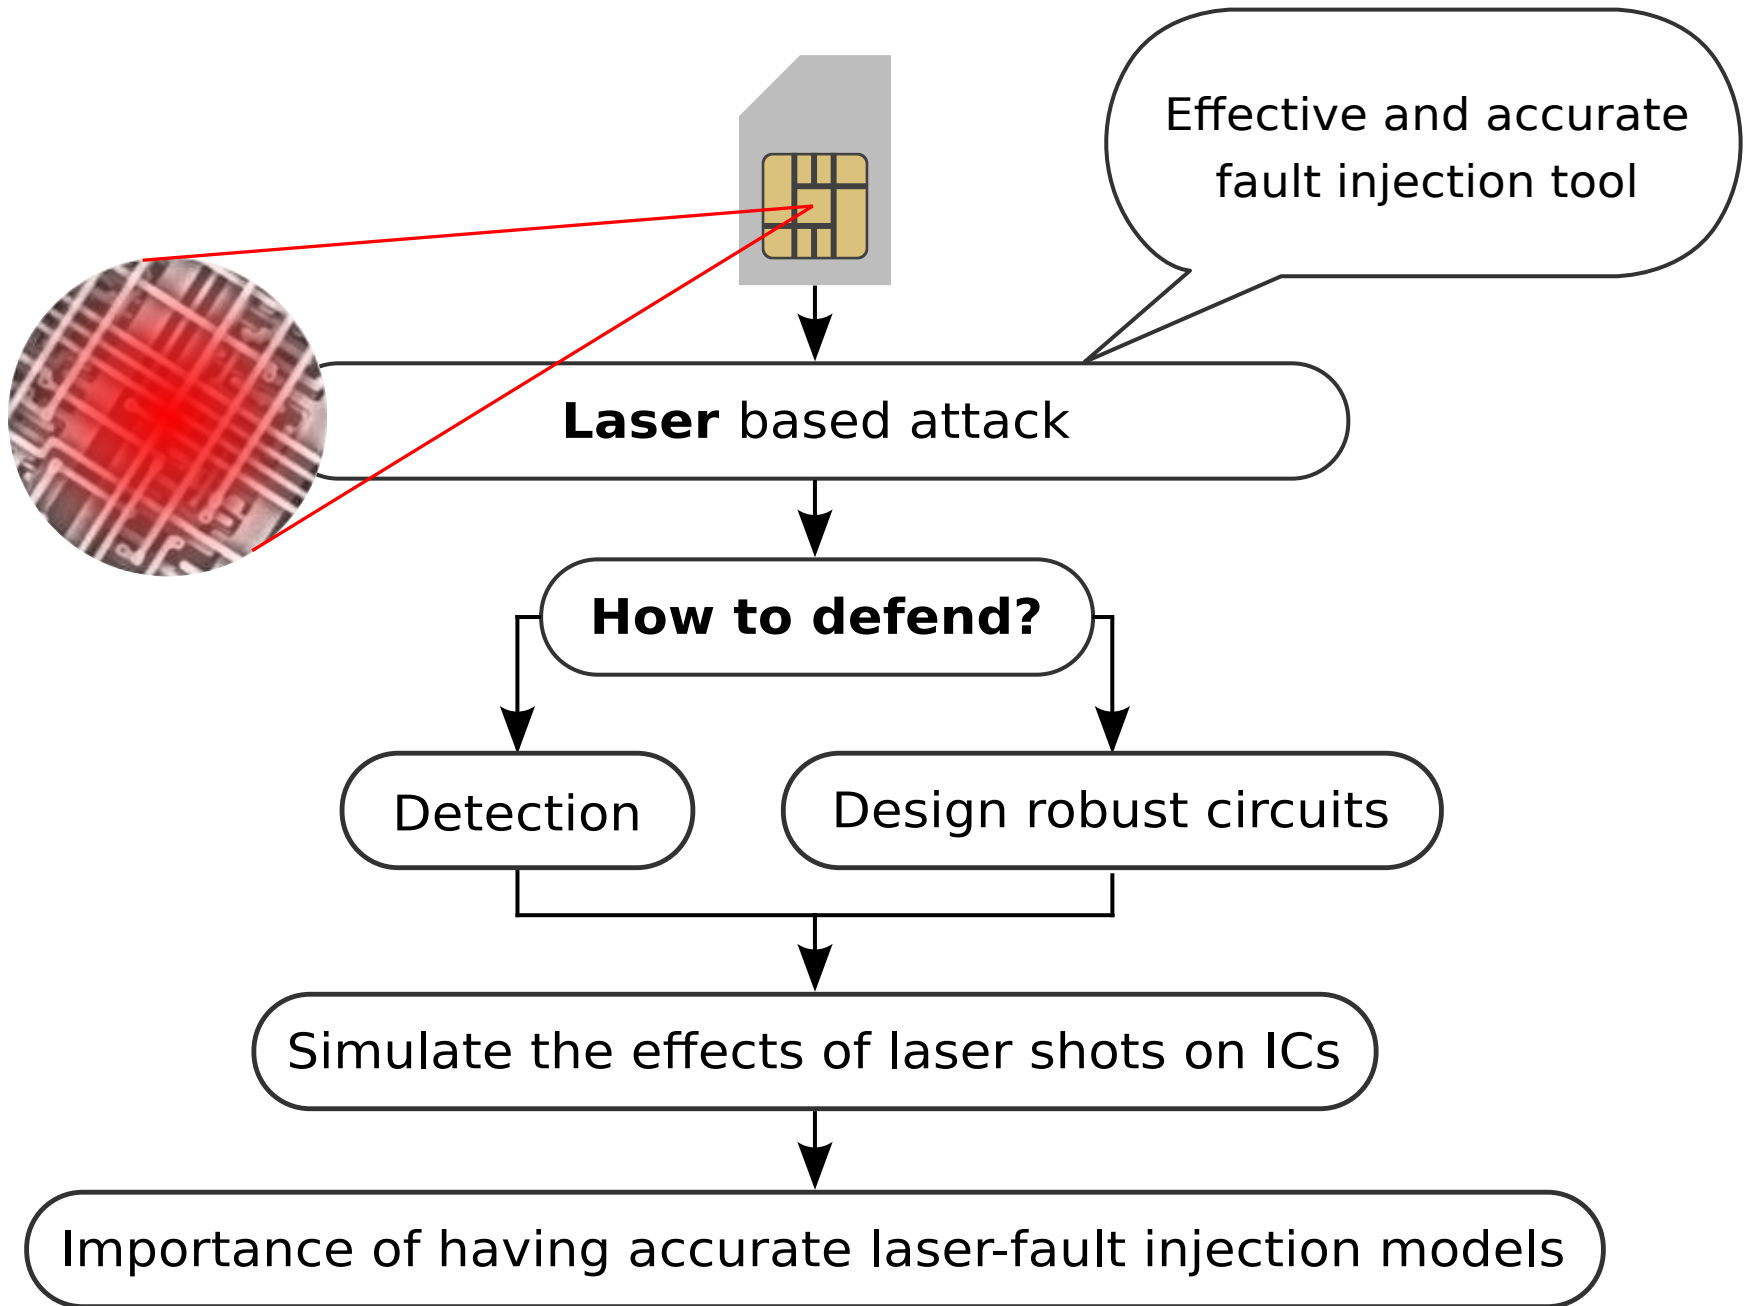 Effective and accurate
fault injection tool
Laser based attack
How to defend?
Detection
Design robust circuits
Simulate the effects of laser shots on ICs
Importance of having accurate laser-fault injection models